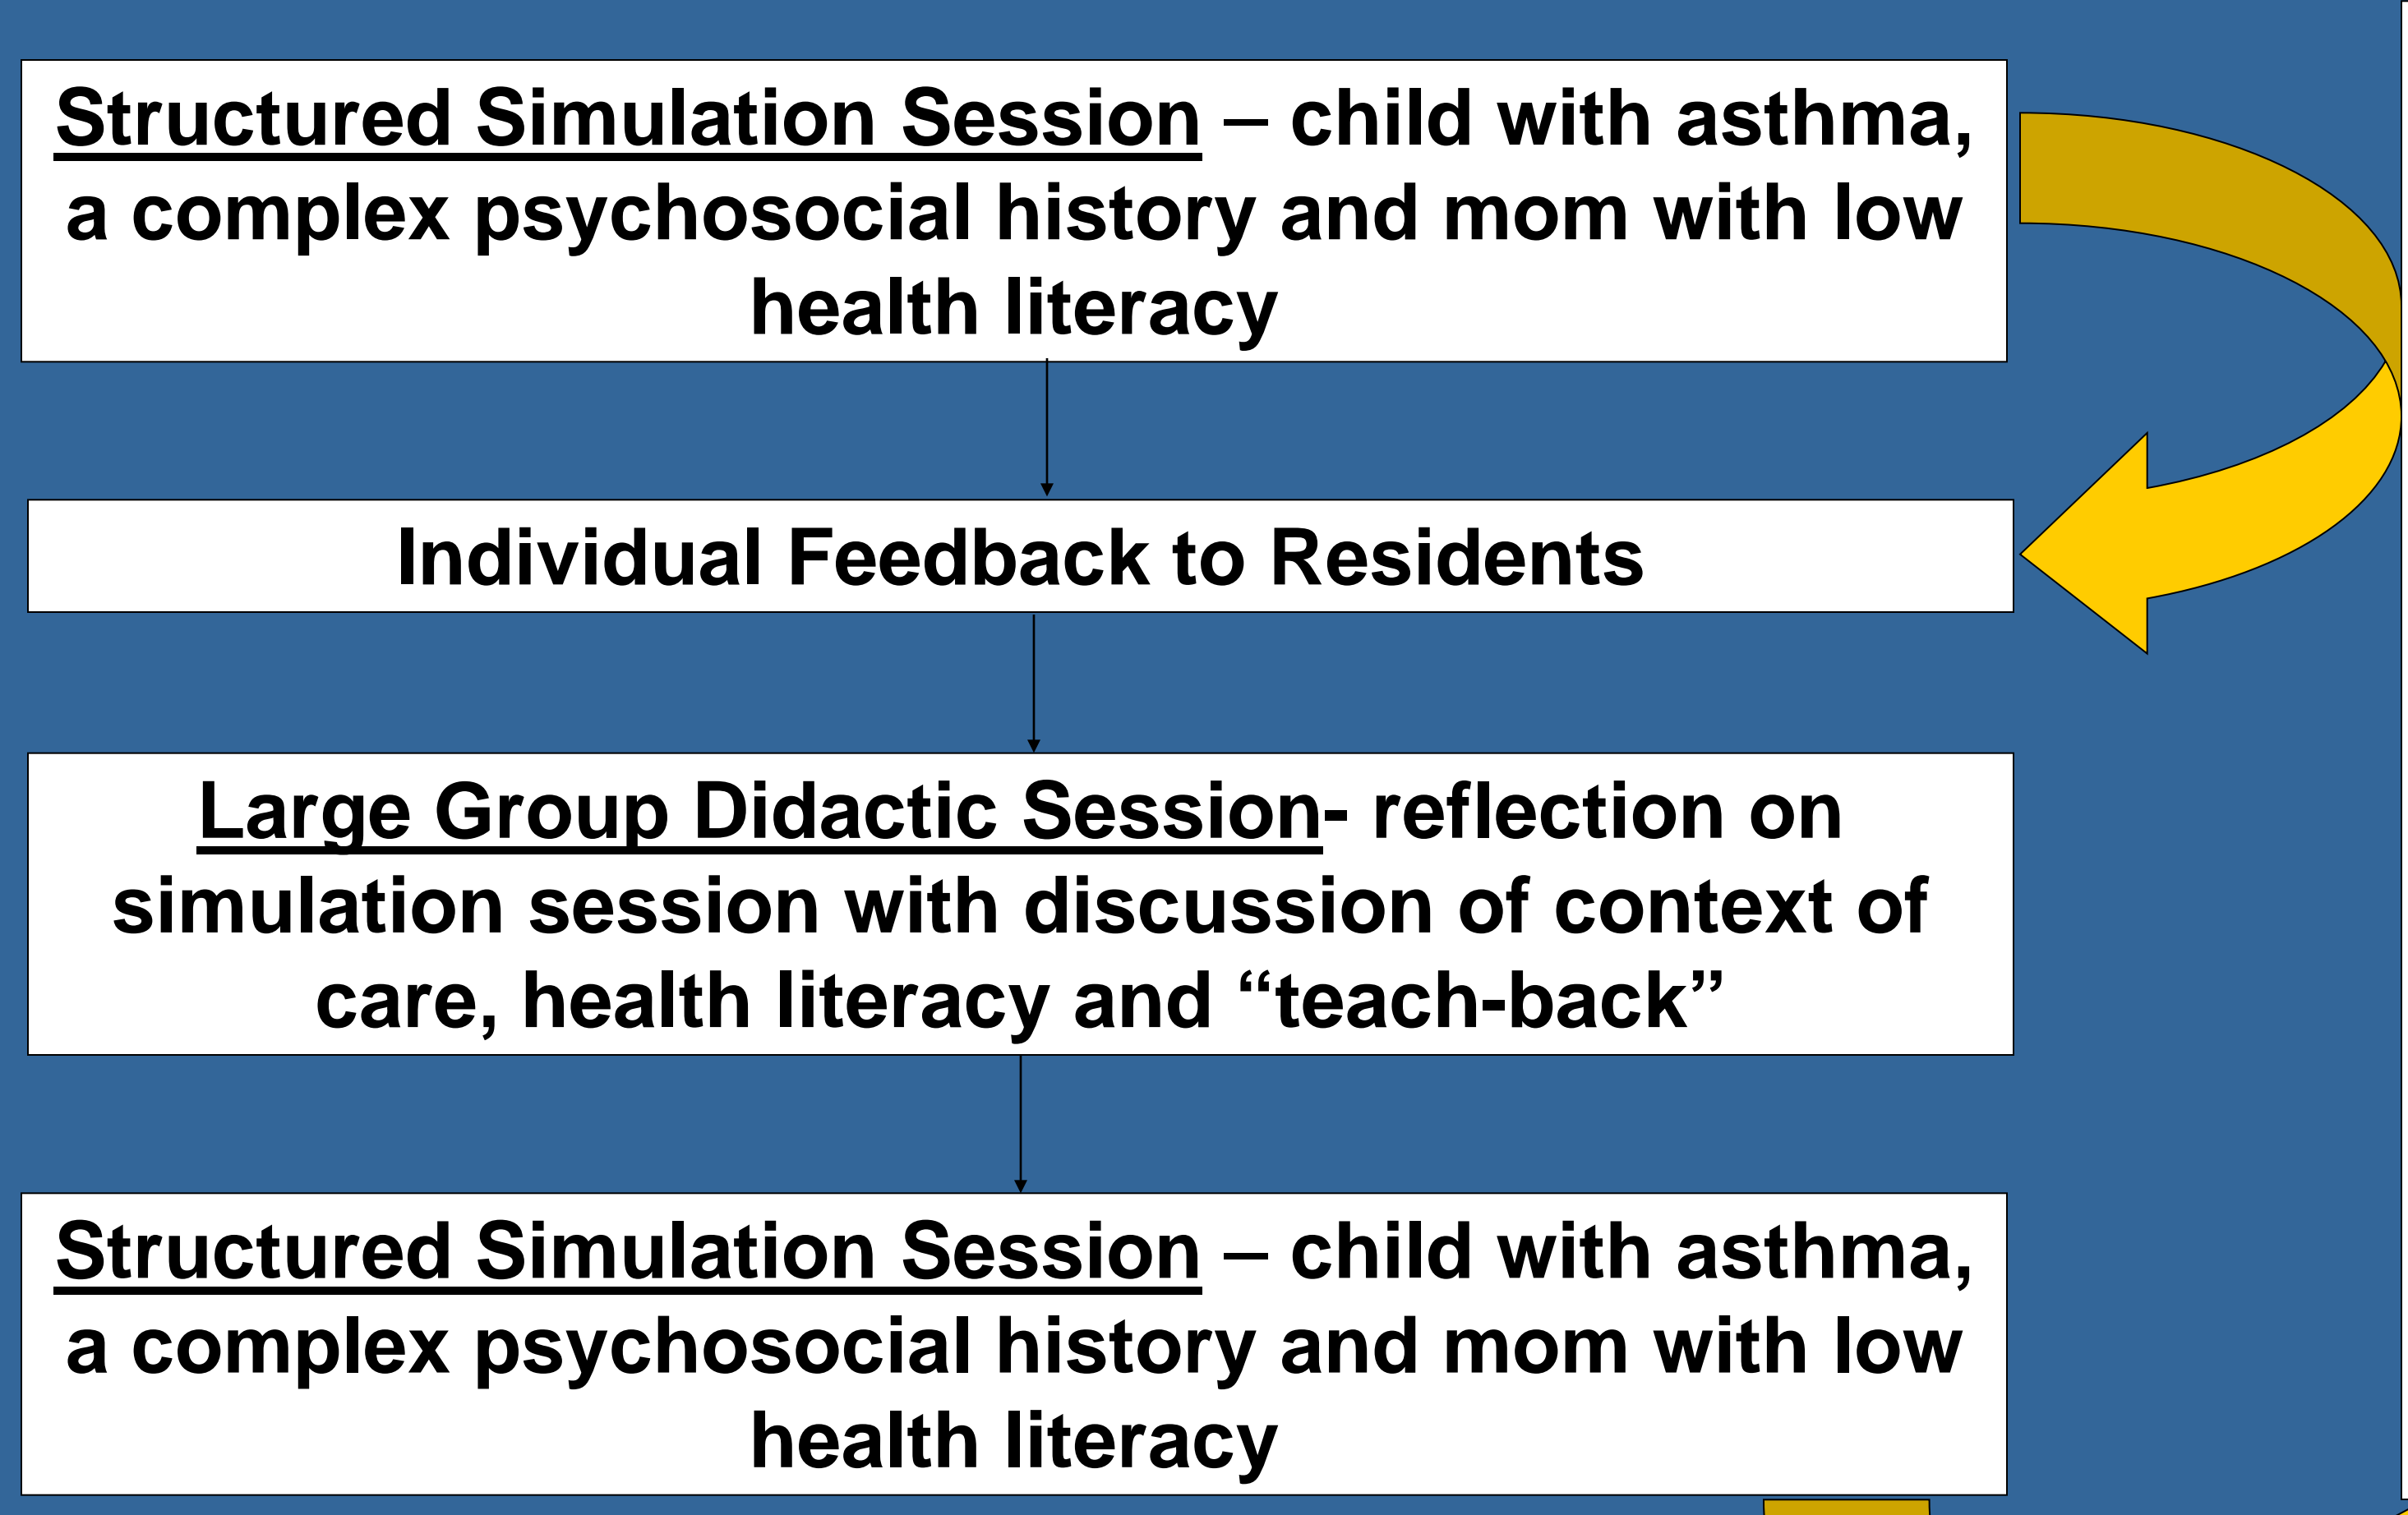 Structured Simulation Session – child with asthma,
a complex psychosocial history and mom with low
health literacy
Individual Feedback to Residents
Large Group Didactic Session- reflection on
simulation session with discussion of context of
care, health literacy and “teach-back”
Structured Simulation Session – child with asthma,
a complex psychosocial history and mom with low
health literacy